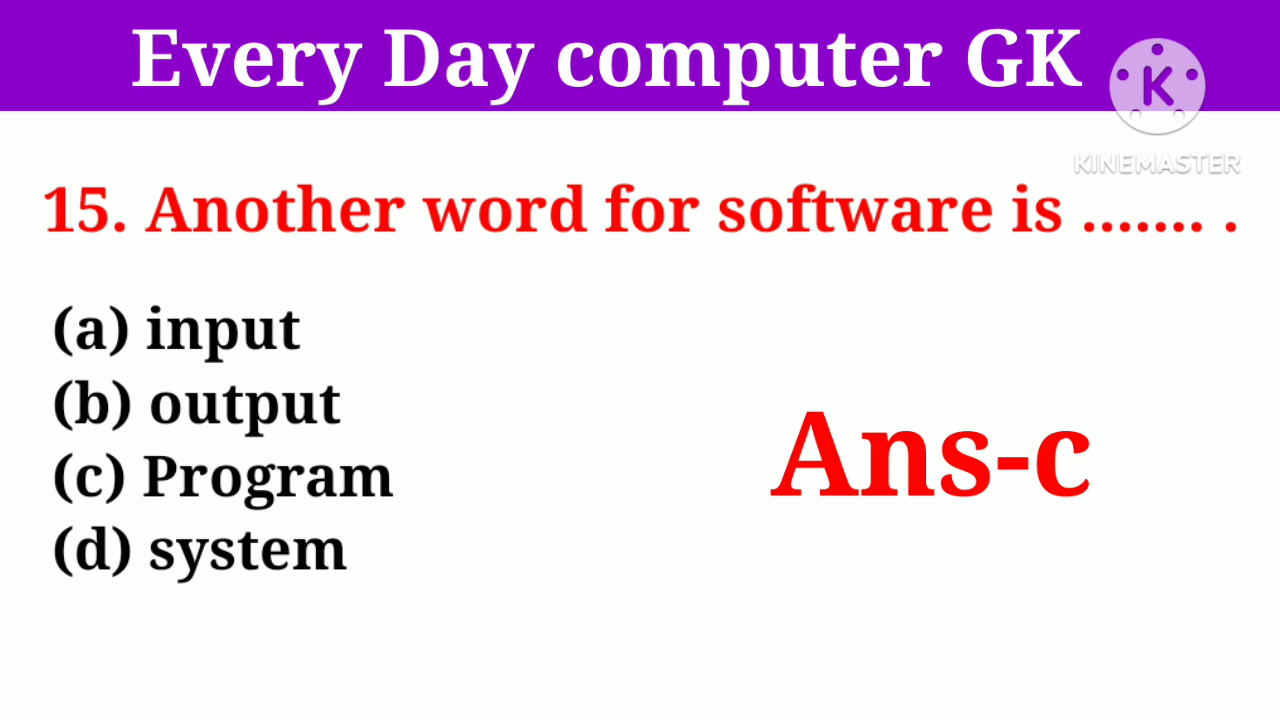 Every Day computer GK
K
KINEMASTER
15. Another word for software is ....... .
(a) input
(b) output
(c) Program
(d) system
Ans-c